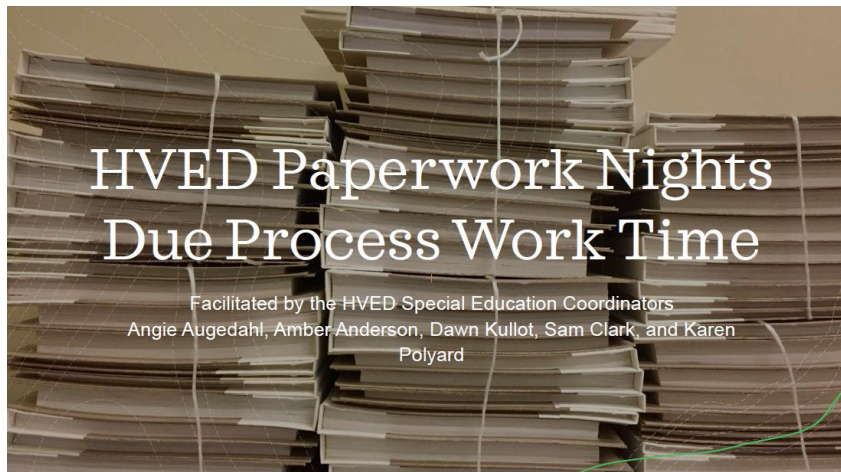 HVED Paperwork Nights
Due Process Work Time
Facilitated by the HVED Special Education Coordinators
Angie Augedahl, Amber Anderson, Dawn Kullot, Sam Clark, and Karen
Polyard